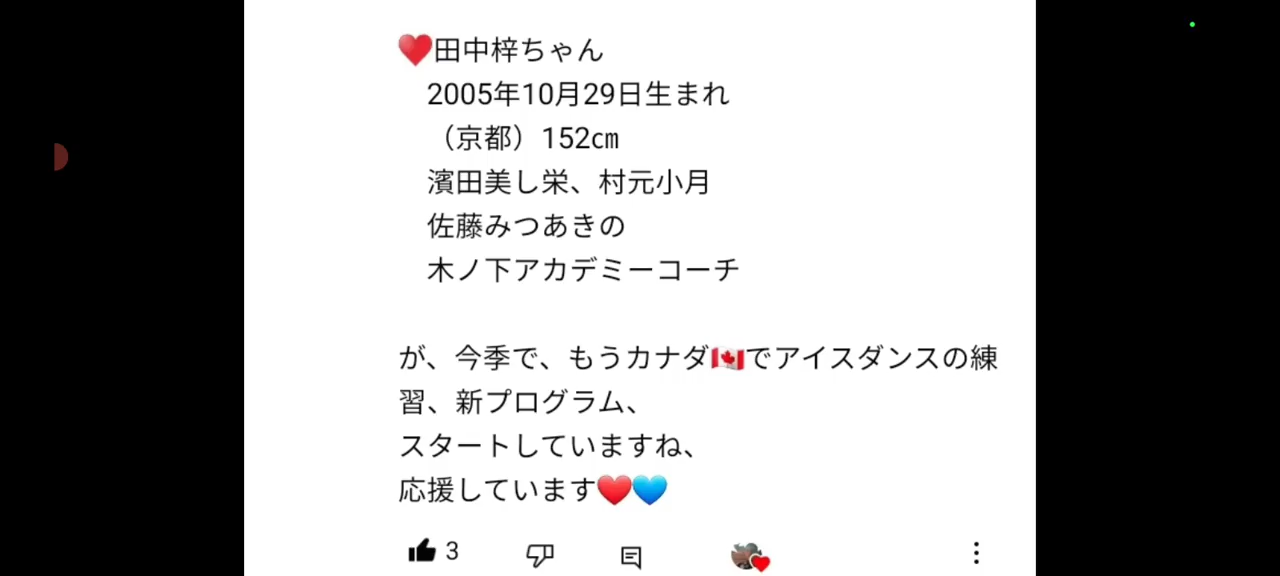 ❤️田中梓ちゃん
2005年10月29日生まれ
（京都）152㎝
濱田美し栄、村元小月
佐藤みつあきの
木ノ下アカデミーコーチ
が、今季で、もうカナダ🇨🇦でアイスダンスの練
習、新プログラム、
スタートしていますね、
応援しています❤️💙
3